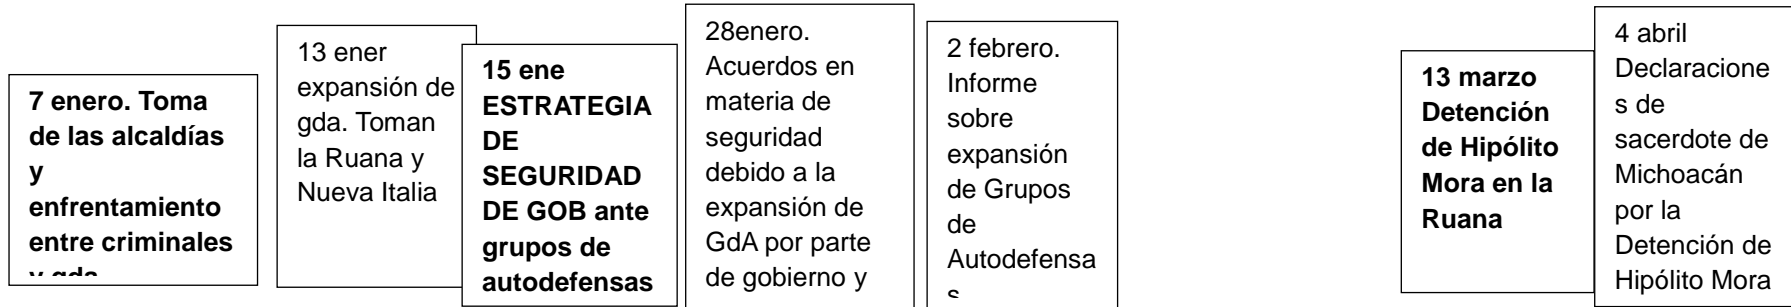 7 enero. Toma
de las alcaldías
y
enfrentamiento
entre criminales
y gda
13 ener
expansión de
gda. Toman
la Ruana y
Nueva Italia
15 ene
ESTRATEGIA
DE
SEGURIDAD
DE GOB ante
grupos de
autodefensas
28enero.
Acuerdos en
materia de
seguridad
debido a la
expansión de
GdA por parte
de gobierno y
2 febrero.
Informe
sobre
expansión
de Grupos
de
Autodefensa
s
13 marzo
Detención
de Hipólito
Mora en la
Ruana
4 abril
Declaracione
s de
sacerdote de
Michoacán
por la
Detención de
Hipólito Mora